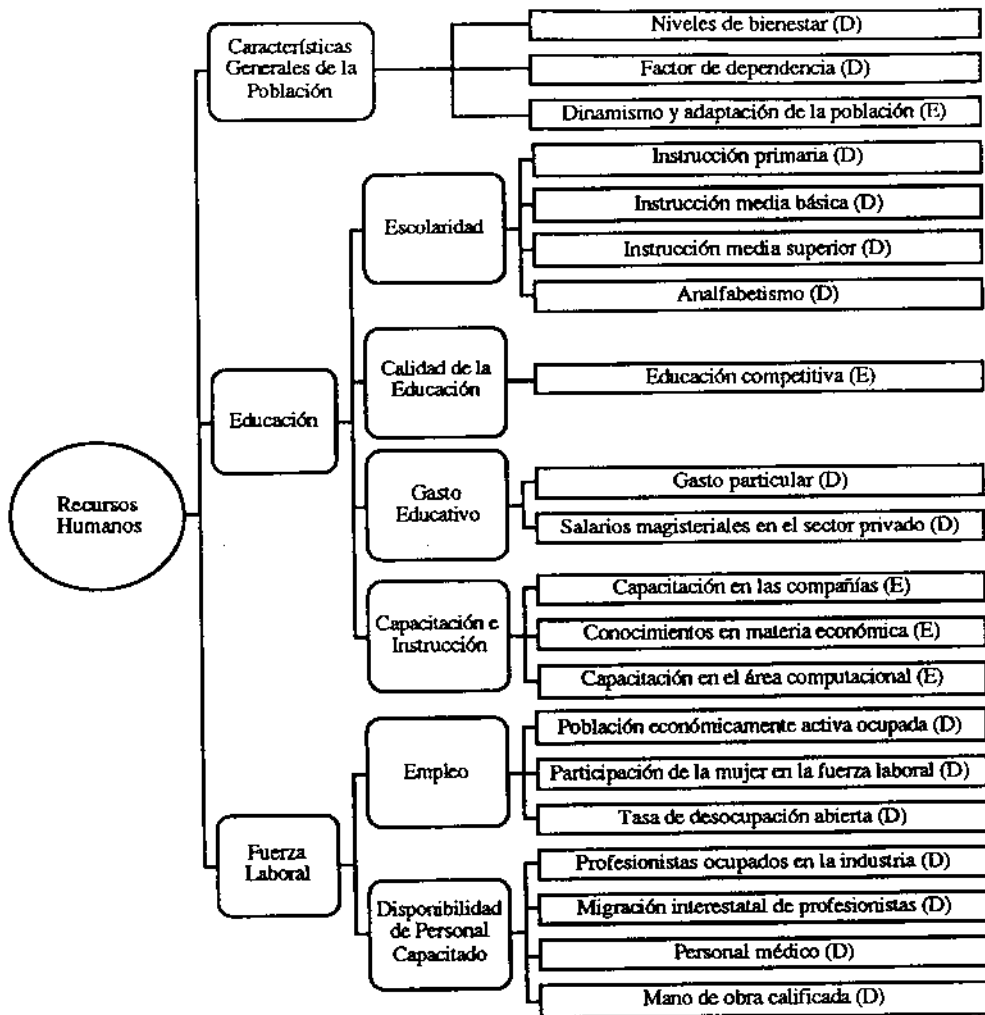 Características
Generales de la
Población
Niveles de bienestar (D)
Factor de dependencia (D)
Dinamismo y adaptación de la población (E)
Recursos
Humanos
Educación
Escolaridad
Instrucción primaria (D)
Instrucción media básica (D)
Instrucción media superior (D)
Analfabetismo (D)
Calidad de la
Educación
Educación competitiva (E)
Gasto
Educativo
Gasto particular (D)
Salarios magisteriales en el sector privado (D)
Capacitación e
Instrucción
Capacitación en las compañías (E)
Conocimientos en materia económica (E)
Capacitación en el área computacional (E)
Fuerza
Laboral
Empleo
Población económicamente activa ocupada (D)
Participación de la mujer en la fuerza laboral (D)
Tasa de desocupación abierta (D)
Disponibilidad
de Personal
Capacitado
Profesionistas ocupados en la industria (D)
Migración interestatal de profesionistas (D)
Personal médico (D)
Mano de obra calificada (D)